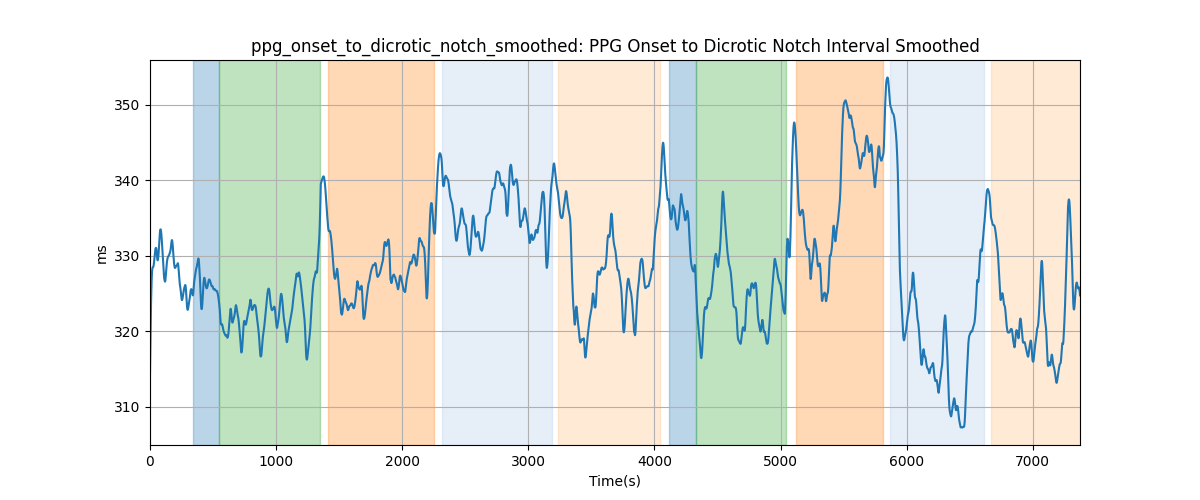 ppg_onset_to_dicrotic_notch_smoothed: PPG Onset to Dicrotic Notch Interval Smoothed
350
340
330
320
310
ms
0 1000 2000 3000 4000 5000 6000 7000
Time(s)